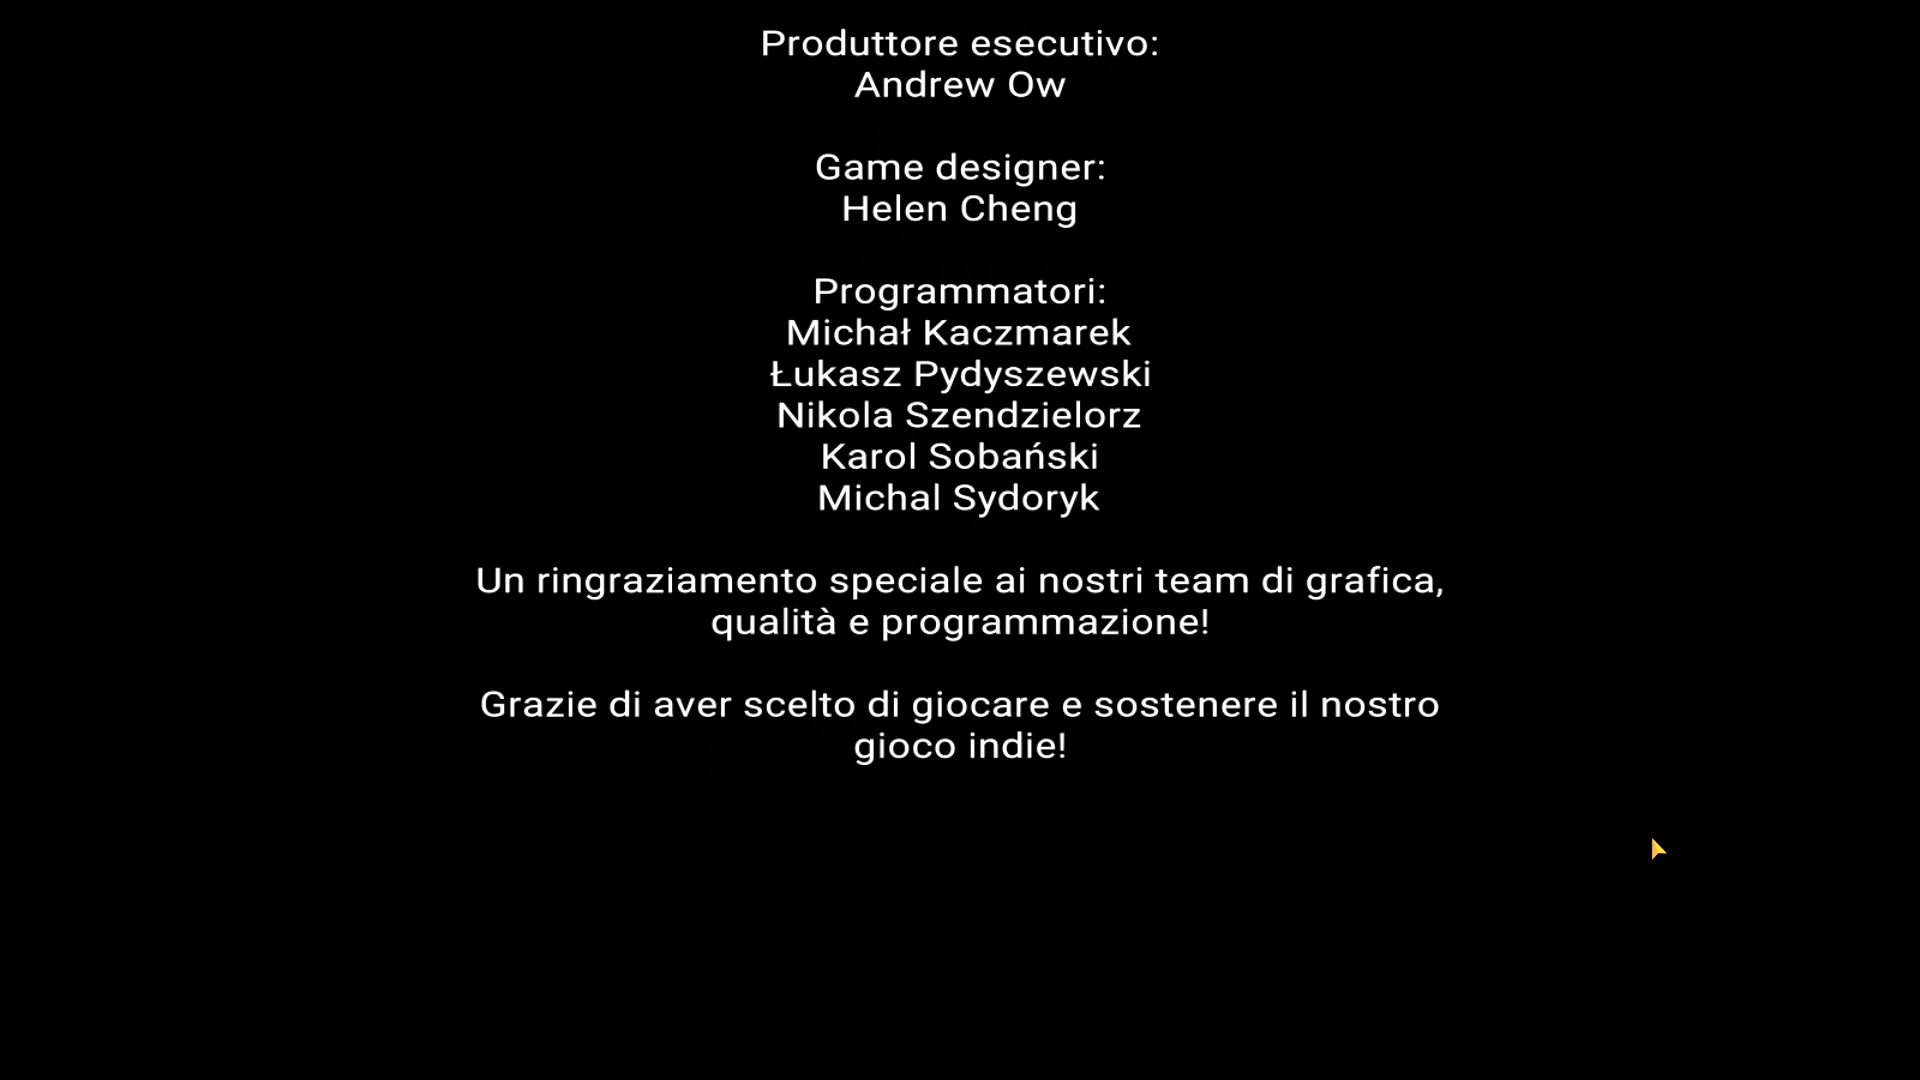 Produttore esecutivo:
Andrew Ow
Game designer:
Helen Cheng
Programmatori:
Michał Kaczmarek
Łukasz Pydyszewski
Nikola Szendzielorz
Karol Sobański
Michal Sydoryk
Un ringraziamento speciale ai nostri team di grafica,
qualità e programmazione!
Grazie di aver scelto di giocare e sostenere il nostro
gioco indie!